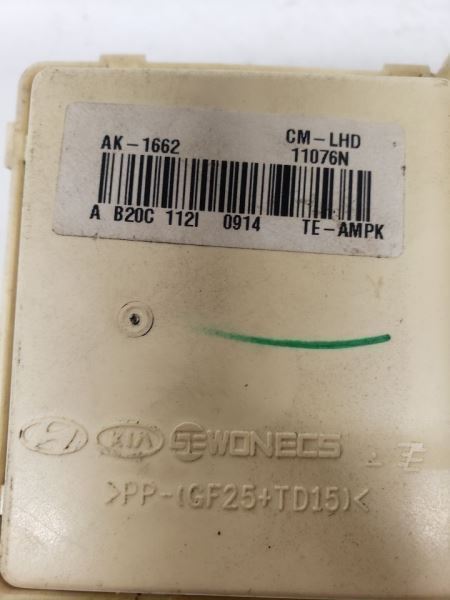 AK-1662 CM-LHD
11076N
A B20C 112I 0914 TE-AMPK
KIA SEWONECS
>PP-(GF25+TD15)<